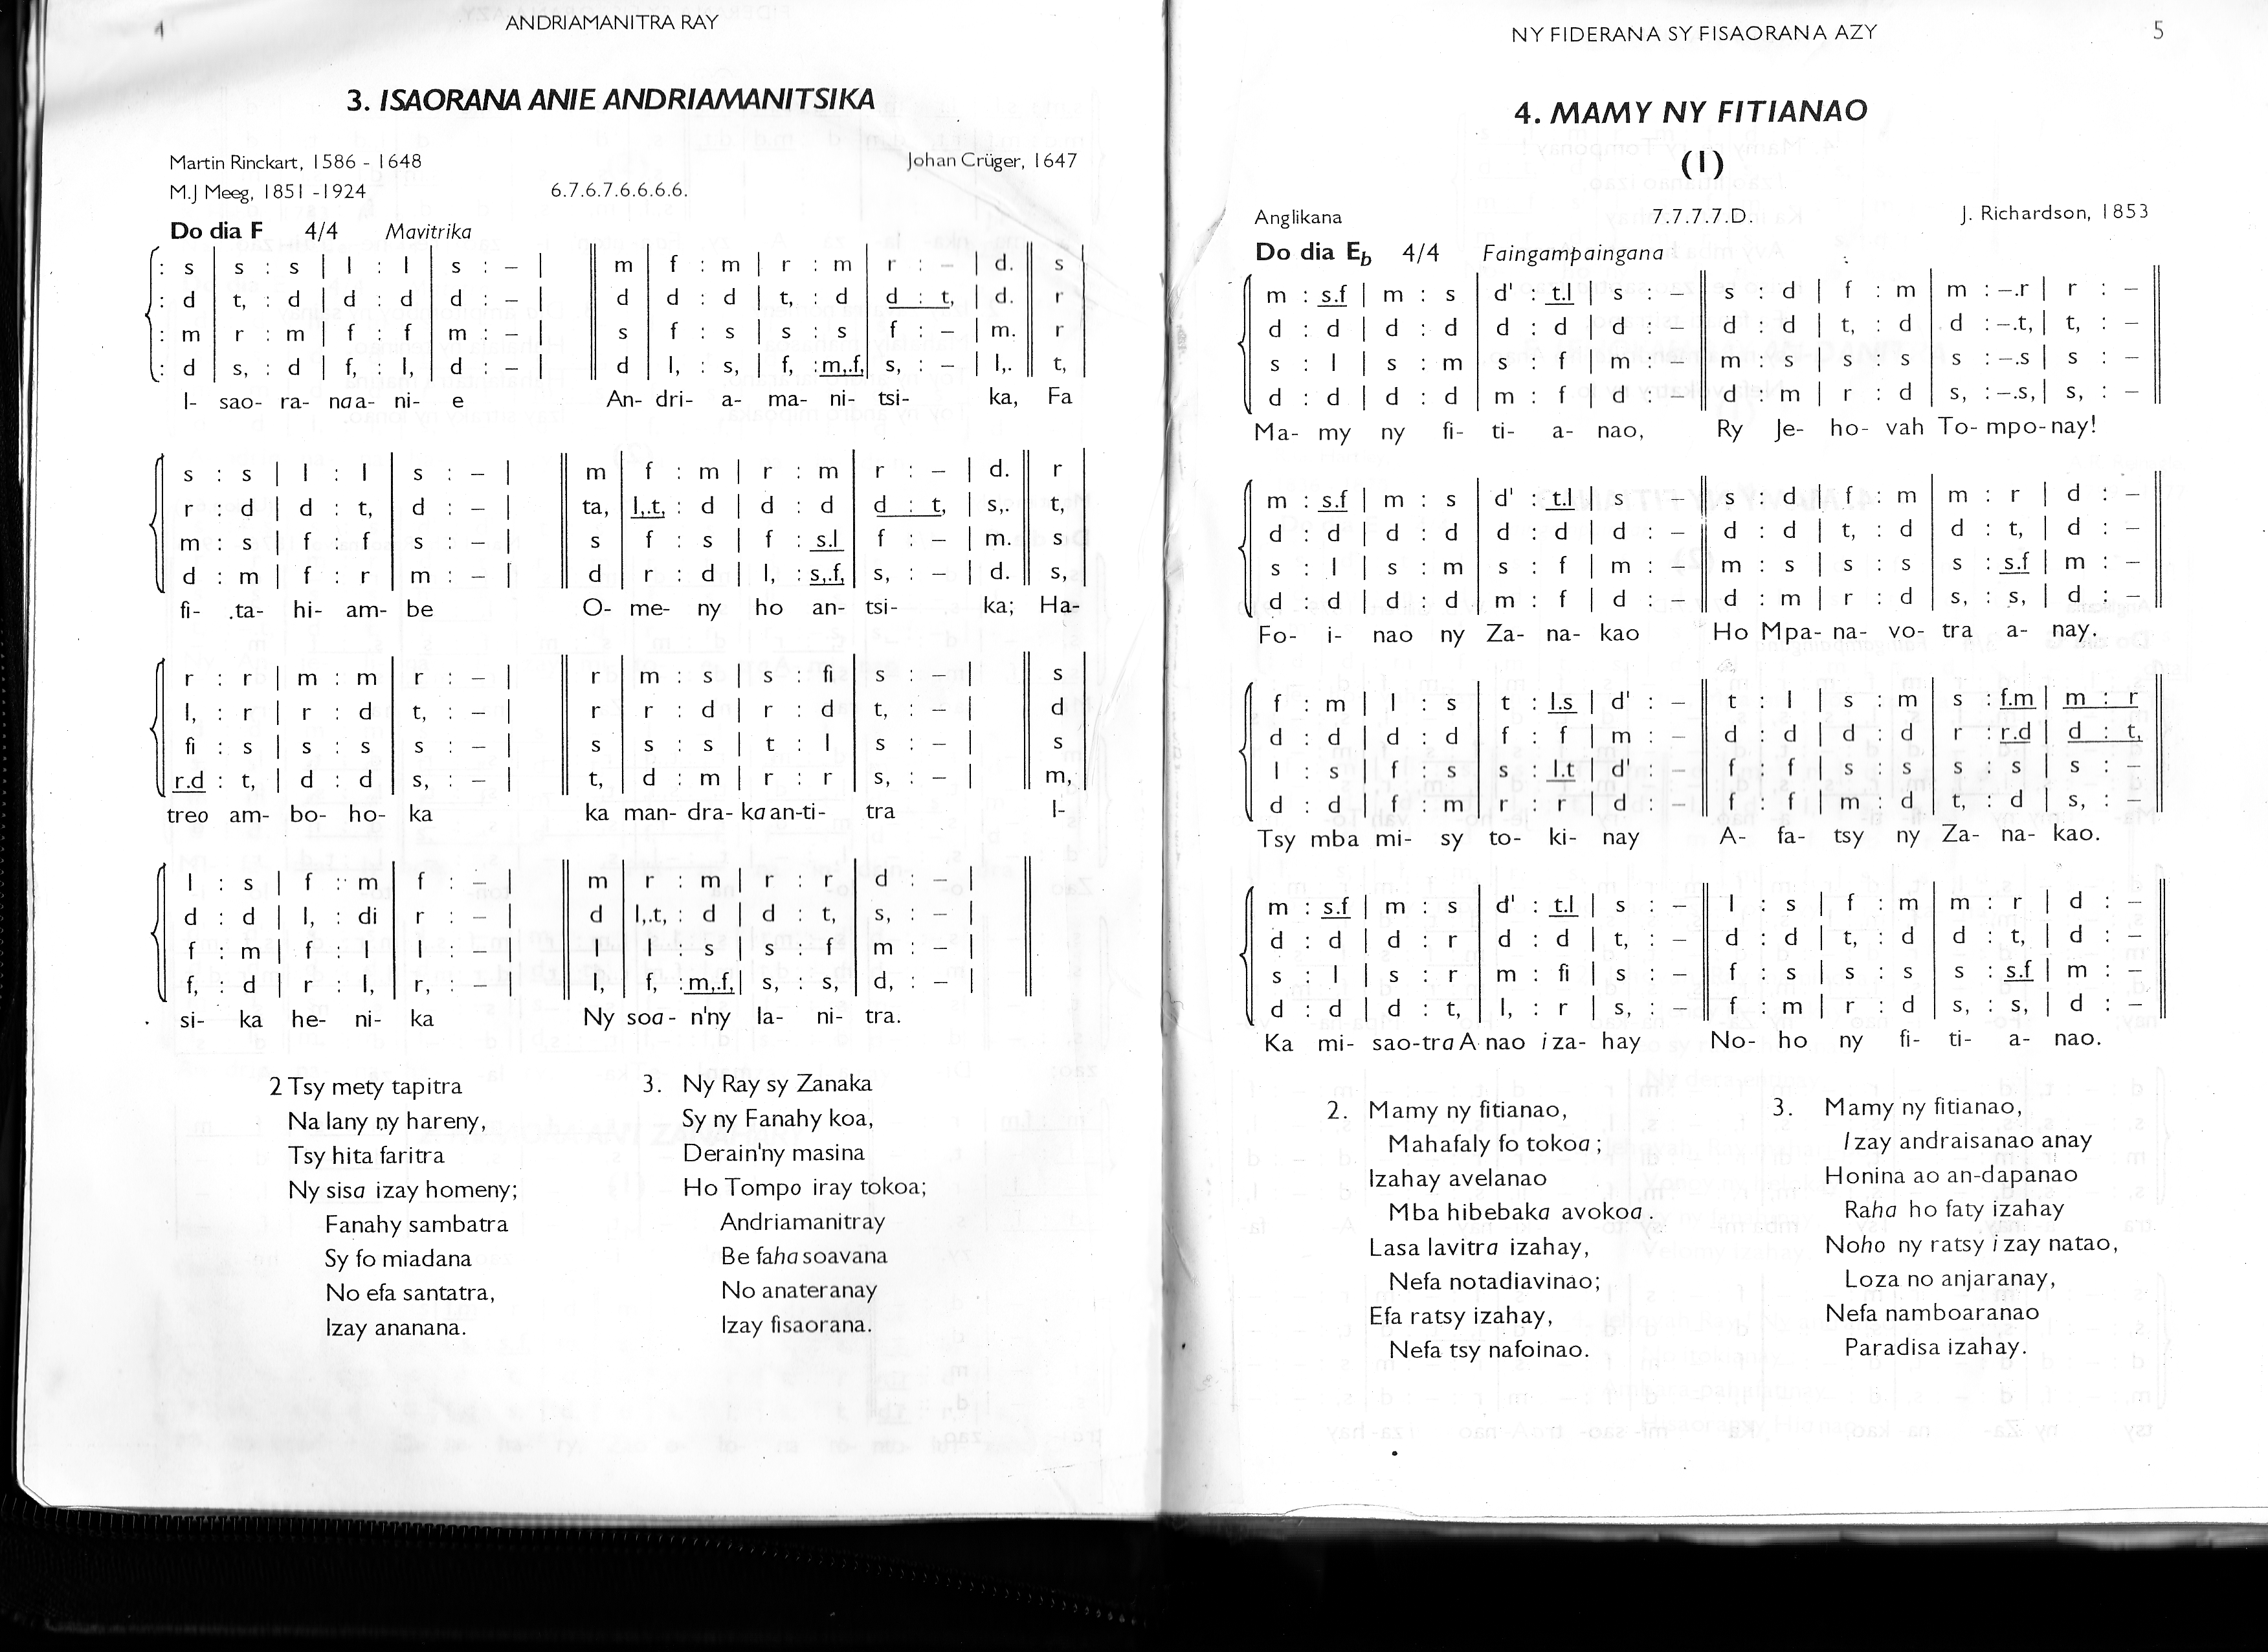 ANDRIAMANITRA RAY
3. ISAORANA ANIE ANDRIAMANITSIKA
Martin Rinckart, 1586 - 1648
Johan Crüger, 1647
M.J Meeg, 1851 -1924
6.7.6.7.6.6.6.6.
Do dia F 4/4 Mavitrika
: s | s : s | l : l | s : – | || m | f : m | r : m | r : – | d. || s |
: d | t, : d | d : d | d : – | || d | d : d | t, : d | d : t, | d. || r |
: m | r : m | f : f | m : – | || s | f : s | s : s | f : – | m. || r |
: d | s, : d | f, : l, | d : – | || d | l, : s, | f, : m,.f, | s, : – | l,. || t, |
I- sao- ra- naa- ni- e An- dri- a- ma- ni- tsi- ka, Fa
s : s | l : l | s : – | || m | f : m | r : m | r : – | d. || r |
r : d | d : t, | d : – | || ta, | l,.t, : d | d : d | d : t, | s,. || t, |
m : s | f : f | s : – | || s | f : s | f : s.l | f : – | m. || s |
d : m | f : r | m : – | || d | r : d | l, : s,.f, | s, : – | d. || s, |
fi- .ta- hi- am- be O- me- ny ho an- tsi- ka; Ha-
r : r | m : m | r : – | || r | m : s | s : fi | s : – | || s |
l, : r | r : d | t, : – | || r | r : d | r : d | t, : – | || d |
fi : s | s : s | s : – | || s | s : s | t : l | s : – | || s |
r.d : t, | d : d | s, : – | || t, | d : m | r : r | s, : – | || m, |
treo am- bo- ho- ka ka man- dra- kaan-ti- tra I-
l : s | f : m | f : – | || m | r : m | r : r | d : – | ||
d : d | l, : di | r : – | || d | l,.t, : d | d : t, | s, : – | ||
f : m | f : l | l : – | || l | l : s | s : f | m : – | ||
f, : d | r : l, | r, : – | || l, | f, : m,.f, | s, : s, | d, : – | ||
si- ka he- ni- ka Ny soa- n'ny la- ni- tra.
2 Tsy mety tapitra
Na lany ny hareny,
Tsy hita faritra
Ny sisa izay homeny;
Fanahy sambatra
Sy fo miadana
No efa santatra,
Izay ananana.
3. Ny Ray sy Zanaka
Sy ny Fanahy koa,
Derain'ny masina
Ho Tompo iray tokoa;
Andriamanitray
Be faha soavana
No anateranay
Izay fisaorana.
NY FIDERANA SY FISAORANA AZY 5
4. MAMY NY FITIANAO
(I)
Anglikana 7.7.7.7.D. J. Richardson, 1853
Do dia Eb 4/4 Faingampaingana
m : s.f | m : s | d' : t.l | s : – || s : d | f : m | m : –.r | r : – ||
d : d | d : d | d : d | d : – || d : d | t, : d | d : –.t, | t, : – ||
s : l | s : m | s : f | m : – || m : s | s : s | s : –.s | s : – ||
d : d | d : d | m : f | d : – || d : m | r : d | s, : –.s, | s, : – ||
Ma- my ny fi- ti- a- nao, Ry Je- ho- vah To- mpo-nay!
m : s.f | m : s | d' : t.l | s : – || s : d | f : m | m : r | d : – ||
d : d | d : d | d : d | d : – || d : d | t, : d | d : t, | d : – ||
s : l | s : m | s : f | m : – || m : s | s : s | s : s.f | m : – ||
d : d | d : d | m : f | d : – || d : m | r : d | s, : s, | d : – ||
Fo- i- nao ny Za- na- kao Ho Mpa- na- vo- tra a- nay.
f : m | l : s | t : l.s | d' : – || t : l | s : m | s : f.m | m : r ||
d : d | d : d | f : f | m : – || d : d | d : d | r : r.d | d : t, ||
l : s | f : s | s : l.t | d' : – || f : f | s : s | s : s | s : – ||
d : d | f : m | r : r | d : – || f : f | m : d | t, : d | s, : – ||
Tsy mba mi- sy to- ki- nay A- fa- tsy ny Za- na- kao.
m : s.f | m : s | d' : t.l | s : – || l : s | f : m | m : r | d : – ||
d : d | d : r | d : d | t, : – || d : d | t, : d | d : t, | d : – ||
s : l | s : r | m : fi | s : – || f : s | s : s | s : s.f | m : – ||
d : d | d : t, | l, : r | s, : – || f : m | r : d | s, : s, | d : – ||
Ka mi- sao-tra A nao iza- hay No- ho ny fi- ti- a- nao.
2. Mamy ny fitianao,
Mahafaly fo tokoa ;
Izahay avelanao
Mba hibebaka avokoa .
Lasa lavitra izahay,
Nefa notadiavinao;
Efa ratsy izahay,
Nefa tsy nafoinao.
3. Mamy ny fitianao,
Izay andraisanao anay
Honina ao an-dapanao
Raha ho faty izahay
Noho ny ratsy izay natao,
Loza no anjaranay,
Nefa namboaranao
Paradisa izahay.